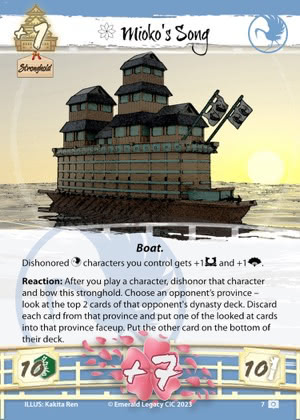 Mioko's Song
+1
Stronghold
Boat.
Dishonored characters you control gets +1 and +1.
Reaction: After you play a character, dishonor that character
and bow this stronghold. Choose an opponent's province –
look at the top 2 cards of that opponent's dynasty deck. Discard
each card from that province and put one of the looked at cards
into that province faceup. Put the other card on the bottom of
their deck.
10
+7
10
ILLUS: Kakita Ren
© Emerald Legacy CIC 2023
7